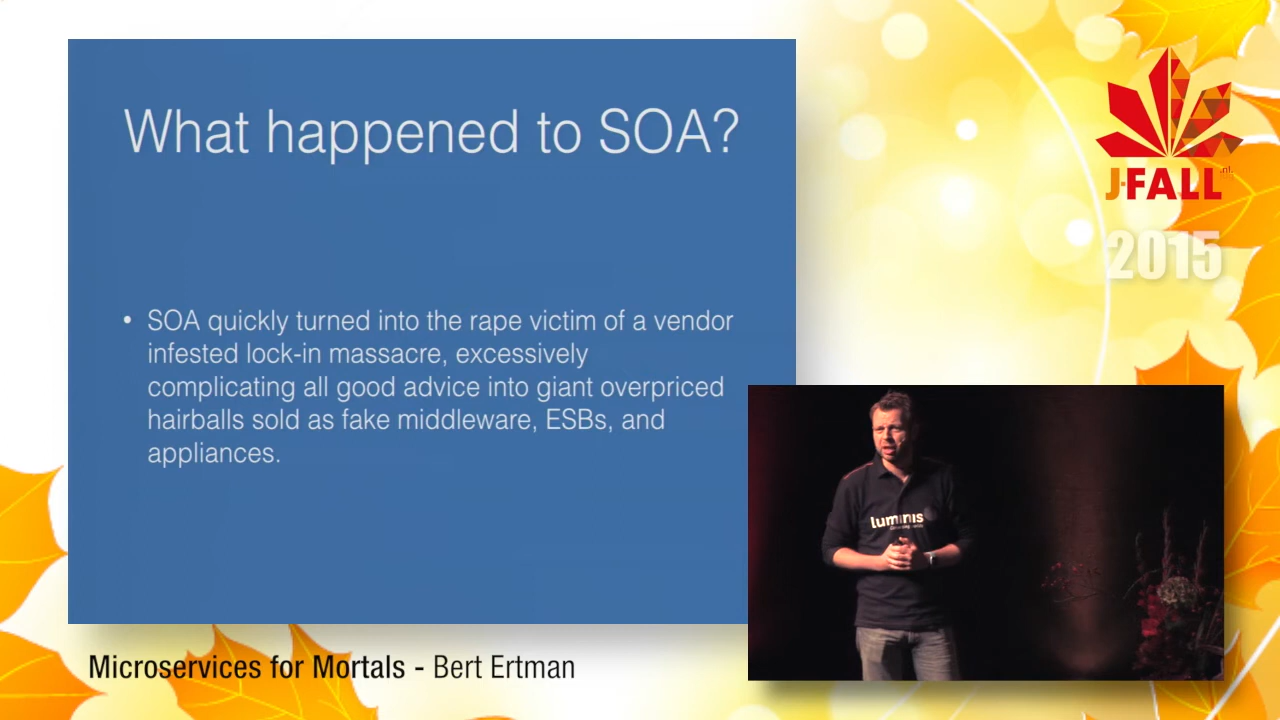 What happened to SOA?
• SOA quickly turned into the rape victim of a vendor
infested lock-in massacre, excessively
complicating all good advice into giant overpriced
hairballs sold as fake middleware, ESBs, and
appliances.
J-FALL
.nl
2015
luminis
Microservices for Mortals - Bert Ertman